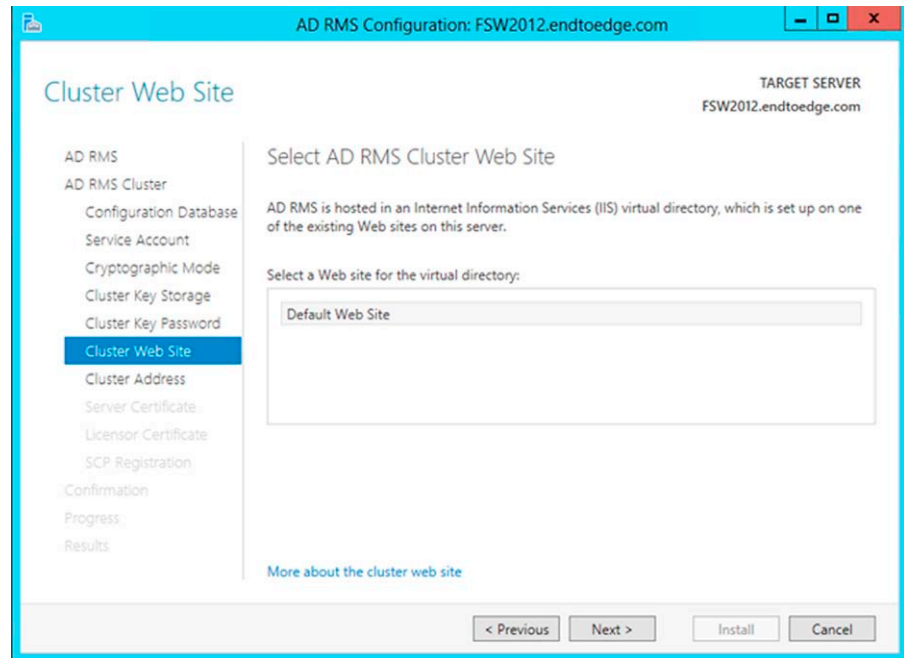 AD RMS Configuration: FSW2012.endtoedge.com
Cluster Web Site
TARGET SERVER
FSW2012.endtoedge.com
AD RMS
AD RMS Cluster
Configuration Database
Service Account
Cryptographic Mode
Cluster Key Storage
Cluster Key Password
Cluster Web Site
Cluster Address
Server Certificate
Licensor Certificate
SCP Registration
Confirmation
Progress
Results
Select AD RMS Cluster Web Site
AD RMS is hosted in an Internet Information Services (IIS) virtual directory, which is set up on one
of the existing Web sites on this server.
Select a Web site for the virtual directory:
Default Web Site
More about the cluster web site
< Previous
Next >
Install
Cancel